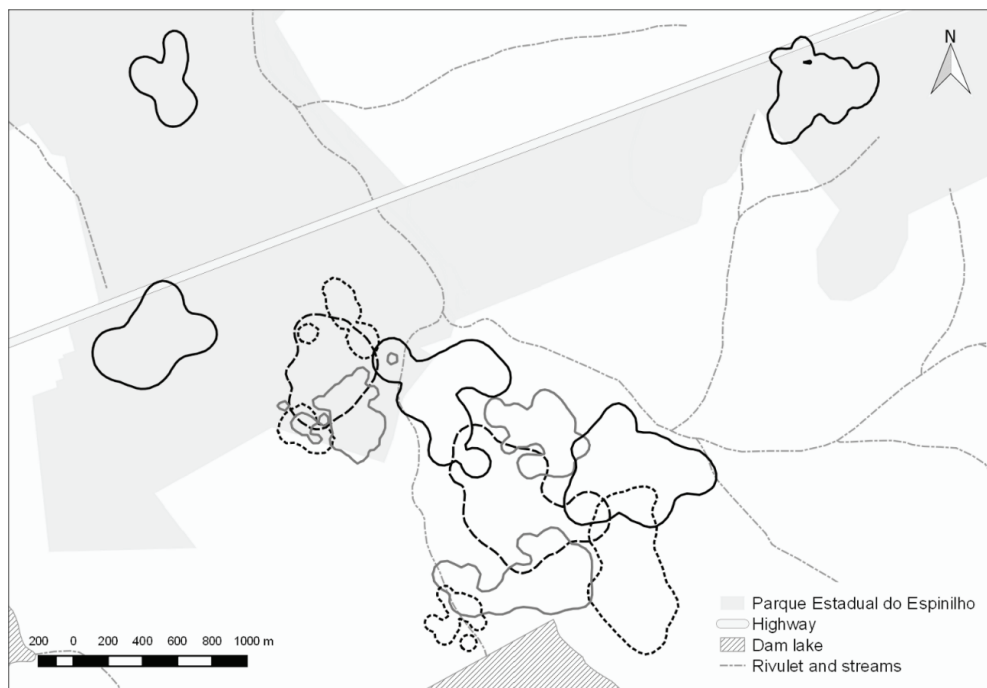 N
Parque Estadual do Espinilho
Highway
Dam lake
Rivulet and streams
200 0 200 400 600 800 1000 m